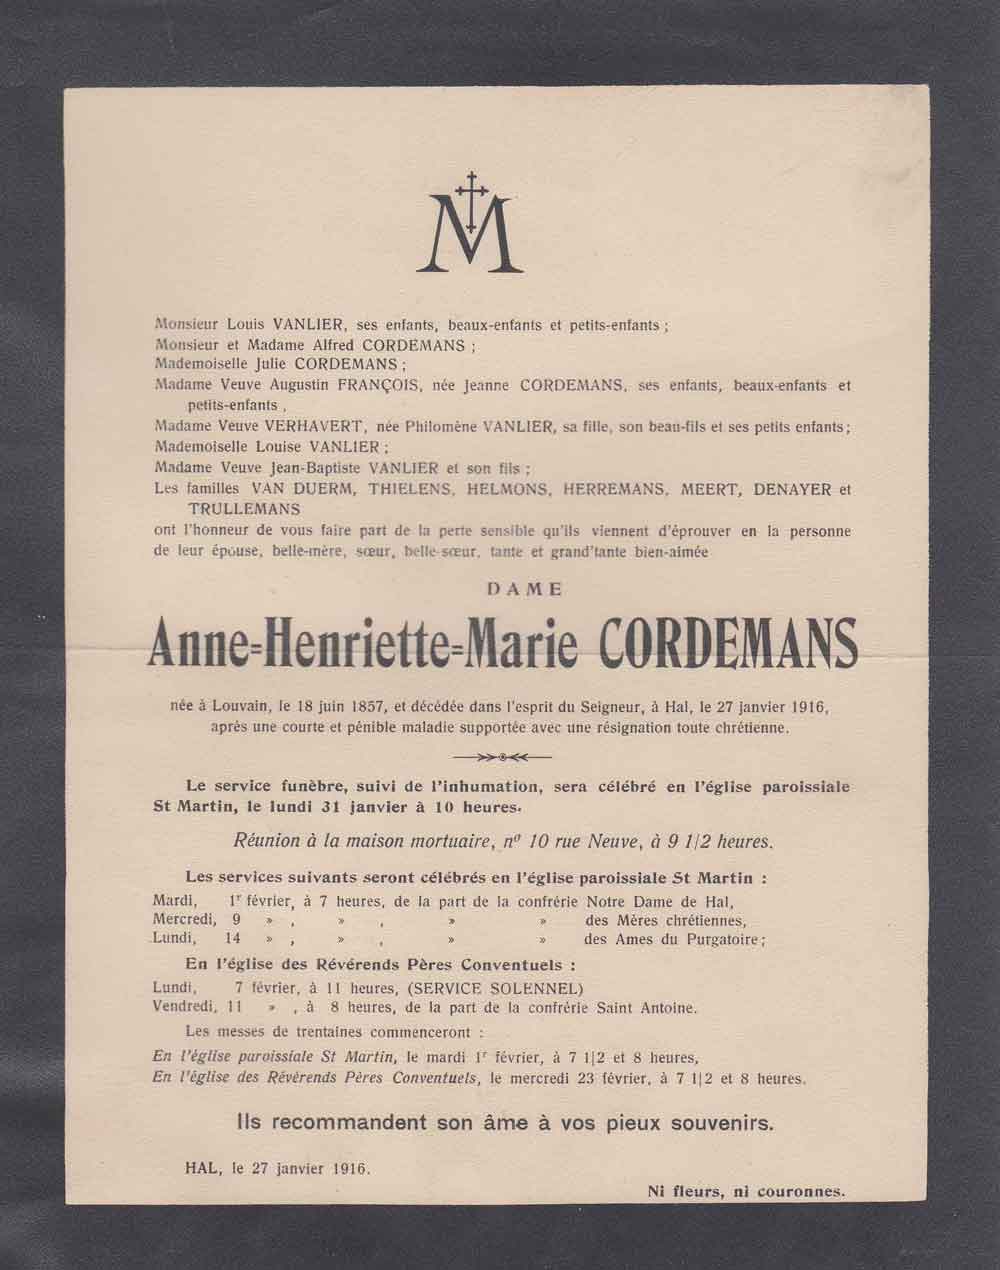 M
Monsieur Louis VANLIER, ses enfants, beaux-enfants et petits-enfants ;
Monsieur et Madame Alfred CORDEMANS ;
Mademoiselle Julie CORDEMANS ;
Madame Veuve Augustin FRANÇOIS, née Jeanne CORDEMANS, ses enfants, beaux-enfants et
petits-enfants ,
Madame Veuve VERHAVERT, née Philomène VANLIER, sa fille, son beau-fils et ses petits enfants ;
Mademoiselle Louise VANLIER ;
Madame Veuve Jean-Baptiste VANLIER et son fils ;
Les familles VAN DUERM, THIELENS, HELMONS, HERREMANS, MEERT, DENAYER et
TRULLEMANS
ont l'honneur de vous faire part de la perte sensible qu'ils viennent d'éprouver en la personne
de leur épouse, belle-mère, sœur, belle-sœur, tante et grand'tante bien-aimée
DAME
Anne=Henriette=Marie CORDEMANS
née à Louvain, le 18 juin 1857, et décédée dans l'esprit du Seigneur, à Hal, le 27 janvier 1916,
après une courte et pénible maladie supportée avec une résignation toute chrétienne.
Le service funèbre, suivi de l'inhumation, sera célébré en l'église paroissiale
St Martin, le lundi 31 janvier à 10 heures.
Réunion à la maison mortuaire, nº 10 rue Neuve, à 9 1/2 heures.
Les services suivants seront célébrés en l'église paroissiale St Martin :
Mardi, 1r février, à 7 heures, de la part de la confrérie Notre Dame de Hal,
Mercredi, 9 » , » , » » des Mères chrétiennes,
Lundi, 14 » , » , » » des Ames du Purgatoire ;
En l'église des Révérends Pères Conventuels :
Lundi, 7 février, à 11 heures, (SERVICE SOLENNEL)
Vendredi, 11 » , à 8 heures, de la part de la confrérie Saint Antoine.
Les messes de trentaines commenceront :
En l'église paroissiale St Martin, le mardi 1r février, à 7 1|2 et 8 heures,
En l'église des Révérends Pères Conventuels, le mercredi 23 février, à 7 1|2 et 8 heures.
Ils recommandent son âme à vos pieux souvenirs.
HAL, le 27 janvier 1916.
Ni fleurs, ni couronnes.